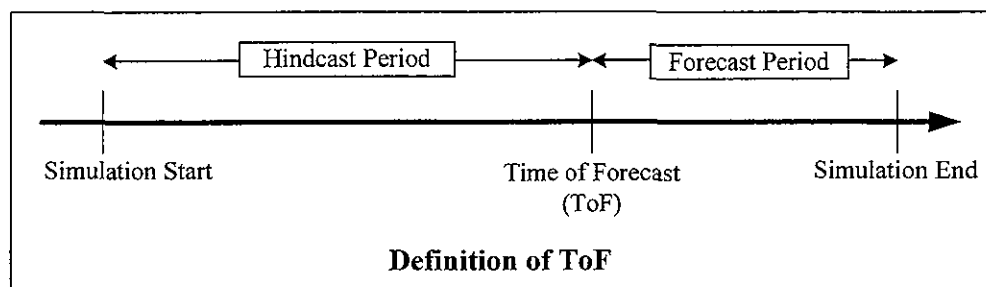 Hindcast Period
Forecast Period
Simulation Start
Time of Forecast
(ToF)
Simulation End
Definition of ToF